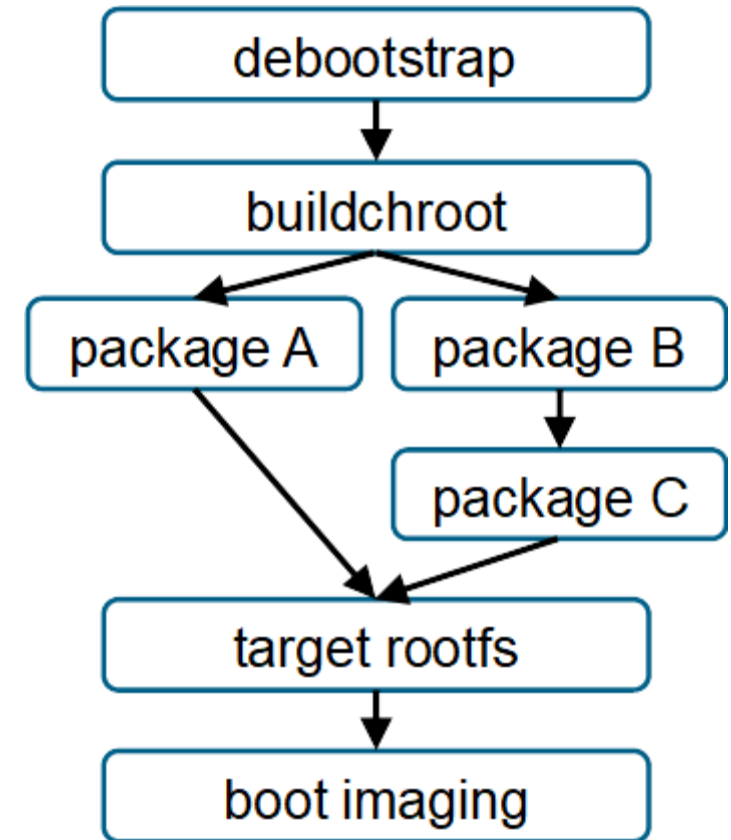 debootstrap
buildchroot
package A
package B
package C
target rootfs
boot imaging